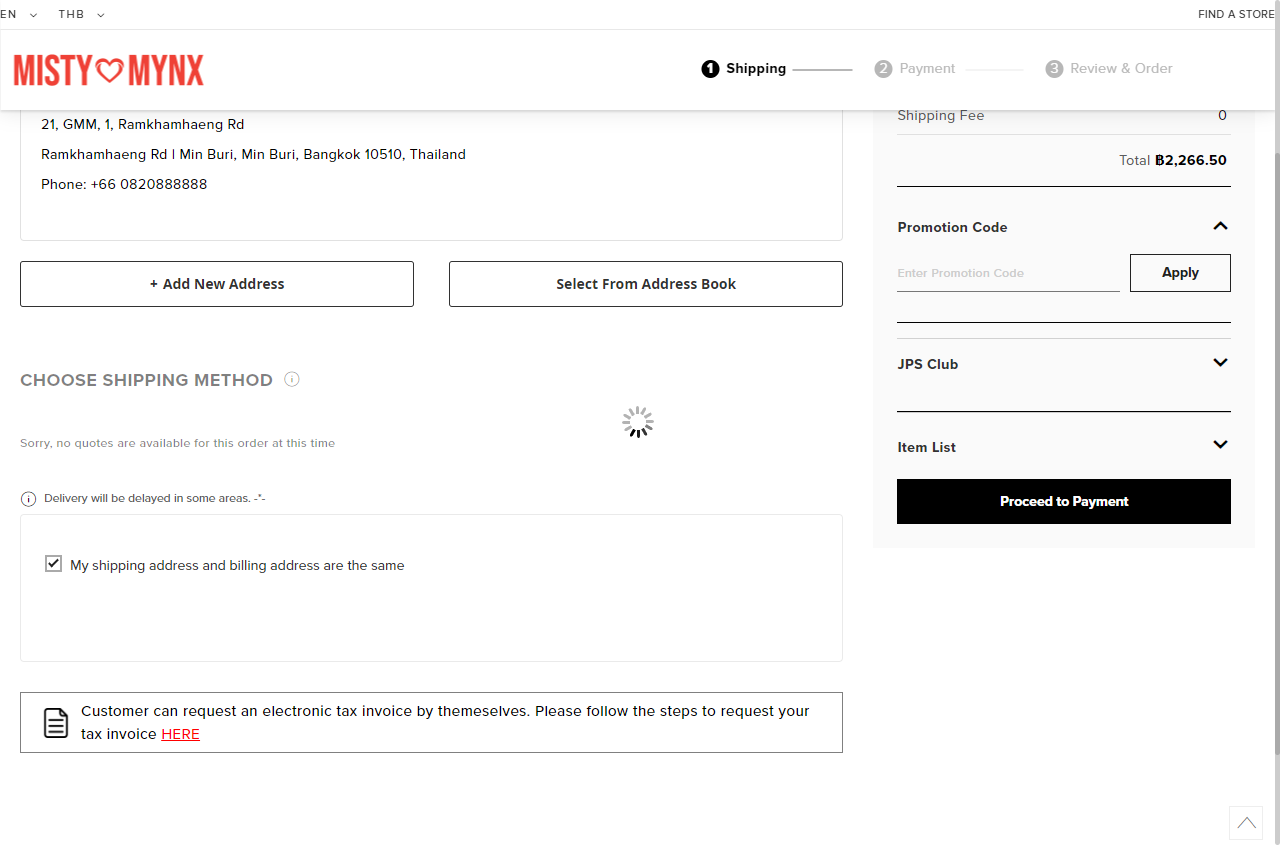 EN THB FIND A STORE
MISTY MYNX
1 Shipping 2 Payment 3 Review & Order
21, GMM, 1, Ramkhamhaeng Rd
Ramkhamhaeng Rd | Min Buri, Min Buri, Bangkok 10510, Thailand
Phone: +66 0820888888
+ Add New Address
Select From Address Book
CHOOSE SHIPPING METHOD
Sorry, no quotes are available for this order at this time
Delivery will be delayed in some areas. -*-
My shipping address and billing address are the same
Customer can request an electronic tax invoice by themeselves. Please follow the steps to request your
tax invoice HERE
Shipping Fee 0
Total ฿2,266.50
Promotion Code
Enter Promotion Code
Apply
JPS Club
Item List
Proceed to Payment